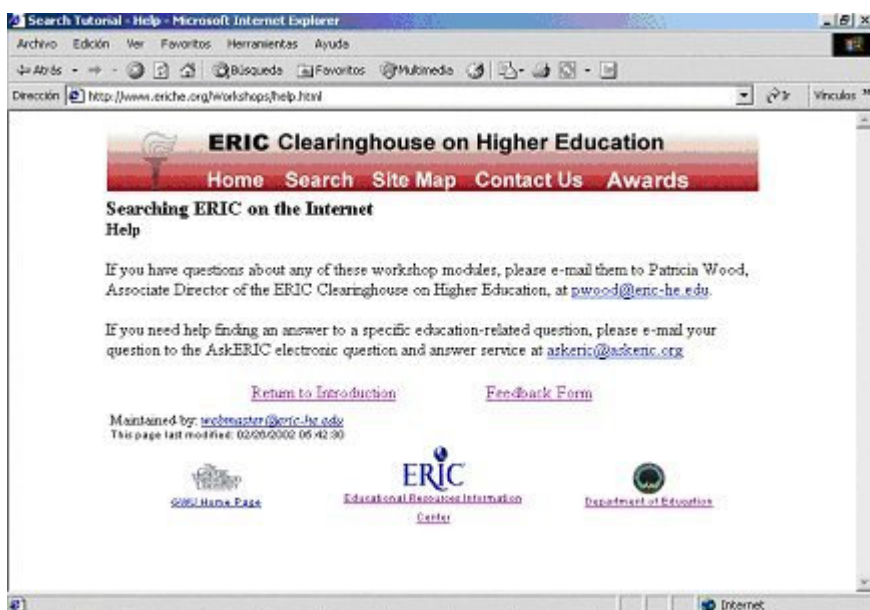 Search Tutorial - Help - Microsoft Internet Explorer
Archivo Edición Ver Favoritos Herramientas Ayuda
Atrás Búsqueda Favoritos Multimedia
Dirección http://www.eriche.org/Workshops/help.html Ir Vínculos »
ERIC Clearinghouse on Higher Education
Home Search Site Map Contact Us Awards
Searching ERIC on the Internet
Help
If you have questions about any of these workshop modules, please e-mail them to Patricia Wood,
Associate Director of the ERIC Clearinghouse on Higher Education, at pwood@eric-he.edu.
If you need help finding an answer to a specific education-related question, please e-mail your
question to the AskERIC electronic question and answer service at askeric@askeric.org
Return to Introduction Feedback Form
Maintained by: webmaster@eric-he.edu
This page last modified: 02/26/2002 05:42:30
ERIC
GWU Home Page Educational Resources Information Department of Education
Center
Internet